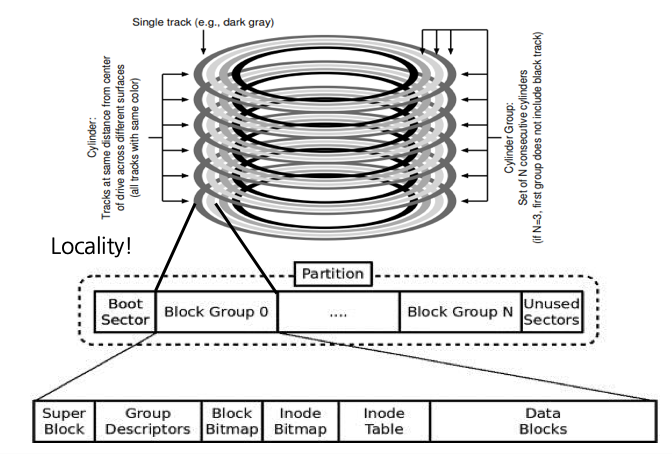 Single track (e.g., dark gray)
Cylinder:
Tracks at same distance from center
of drive across different surfaces
(all tracks with same color)
Cylinder Group:
Set of N consecutive cylinders
(if N=3, first group does not include black track)
Locality!
Partition
Boot
Sector
Block Group 0
....
Block Group N
Unused
Sectors
Super
Block
Group
Descriptors
Block
Bitmap
Inode
Bitmap
Inode
Table
Data
Blocks